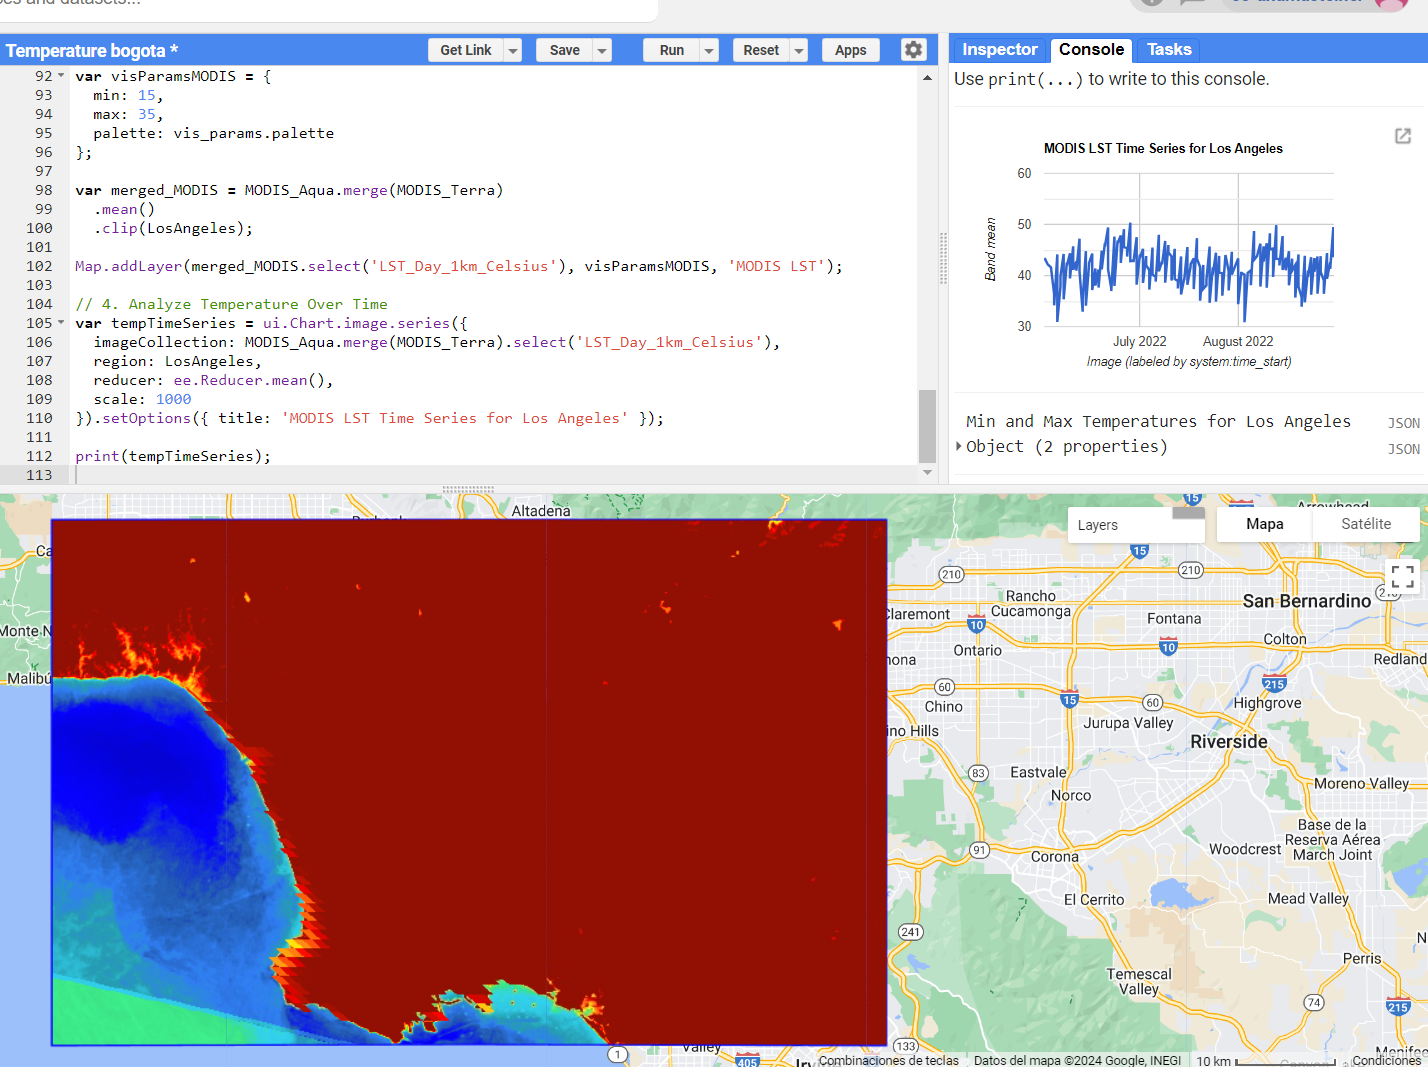 and datasets...
Temperature bogota *
Get Link
Save
Run
Reset
Apps
Inspector
Console
Tasks
92 var visParamsMODIS = {
93 min: 15,
94 max: 35,
95 palette: vis_params.palette
96 };
97
98 var merged_MODIS = MODIS_Aqua.merge(MODIS_Terra)
99 .mean()
100 .clip(LosAngeles);
101
102 Map.addLayer(merged_MODIS.select('LST_Day_1km_Celsius'), visParamsMODIS, 'MODIS LST');
103
104 // 4. Analyze Temperature Over Time
105 var tempTimeSeries = ui.Chart.image.series({
106 imageCollection: MODIS_Aqua.merge(MODIS_Terra).select('LST_Day_1km_Celsius'),
107 region: LosAngeles,
108 reducer: ee.Reducer.mean(),
109 scale: 1000
110 }).setOptions({ title: 'MODIS LST Time Series for Los Angeles' });
111
112 print(tempTimeSeries);
113
Use print(...) to write to this console.
MODIS LST Time Series for Los Angeles
60
50
40
30
Band mean
July 2022
August 2022
Image (labeled by system:time_start)
Min and Max Temperatures for Los Angeles
JSON
Object (2 properties)
JSON
Altadena
Layers
Mapa
Satélite
15
15
210
210
Rancho
Cucamonga
San Bernardino
Claremont
10
Fontana
Monte N
Colton
10
Ontario
Redland
Malibú
60
215
15
60
Highgrove
Chino
Jurupa Valley
ino Hills
Riverside
83
Eastvale
Moreno Valley
Norco
Base de la
Reserva Aérea
March Joint
91
Woodcrest
Corona
El Cerrito
Mead Valley
241
Perris
Temescal
Valley
74
215
133
1
Valley
405
Combinaciones de teclas
Datos del mapa ©2024 Google, INEGI
10 km
Condiciones